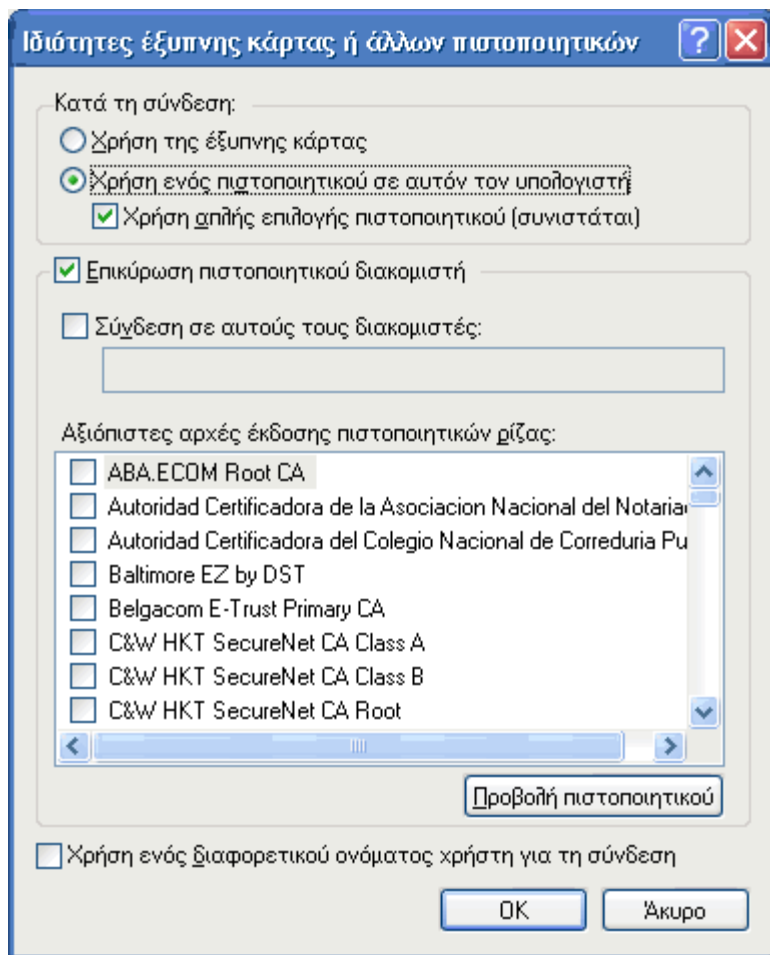 Ιδιότητες έξυπνης κάρτας ή άλλων πιστοποιητικών
Κατά τη σύνδεση:
Χρήση της έξυπνης κάρτας
Χρήση ενός πιστοποιητικού σε αυτόν τον υπολογιστή
Χρήση απλής επιλογής πιστοποιητικού (συνιστάται)
Επικύρωση πιστοποιητικού διακομιστή
Σύνδεση σε αυτούς τους διακομιστές:
Αξιόπιστες αρχές έκδοσης πιστοποιητικών ρίζας:
ABA.ECOM Root CA
Autoridad Certificadora de la Asociacion Nacional del Notaria
Autoridad Certificadora del Colegio Nacional de Correduria Pu
Baltimore EZ by DST
Belgacom E-Trust Primary CA
C&W HKT SecureNet CA Class A
C&W HKT SecureNet CA Class B
C&W HKT SecureNet CA Root
Προβολή πιστοποιητικού
Χρήση ενός διαφορετικού ονόματος χρήστη για τη σύνδεση
OK
Άκυρο